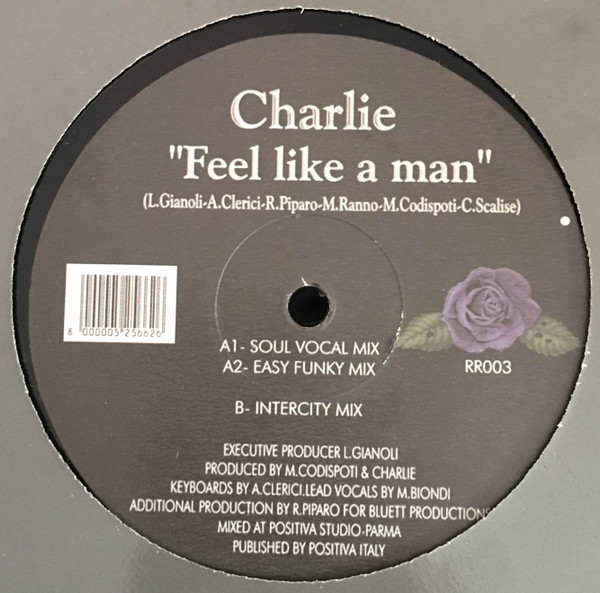 Charlie
"Feel like a man"
(L.Gianoli-A.Clerici-R.Piparo-M.Ranno-M.Codispoti-C.Scalise)
8 000005 256626
A1- SOUL VOCAL MIX
A2- EASY FUNKY MIX
RR003
B- INTERCITY MIX
EXECUTIVE PRODUCER L.GIANOLI
PRODUCED BY M.CODISPOTI & CHARLIE
KEYBOARDS BY A.CLERICI.LEAD VOCALS BY M.BIONDI
ADDITIONAL PRODUCTION BY R.PIPARO FOR BLUETT PRODUCTIONS
MIXED AT POSITIVA STUDIO-PARMA
PUBLISHED BY POSITIVA ITALY